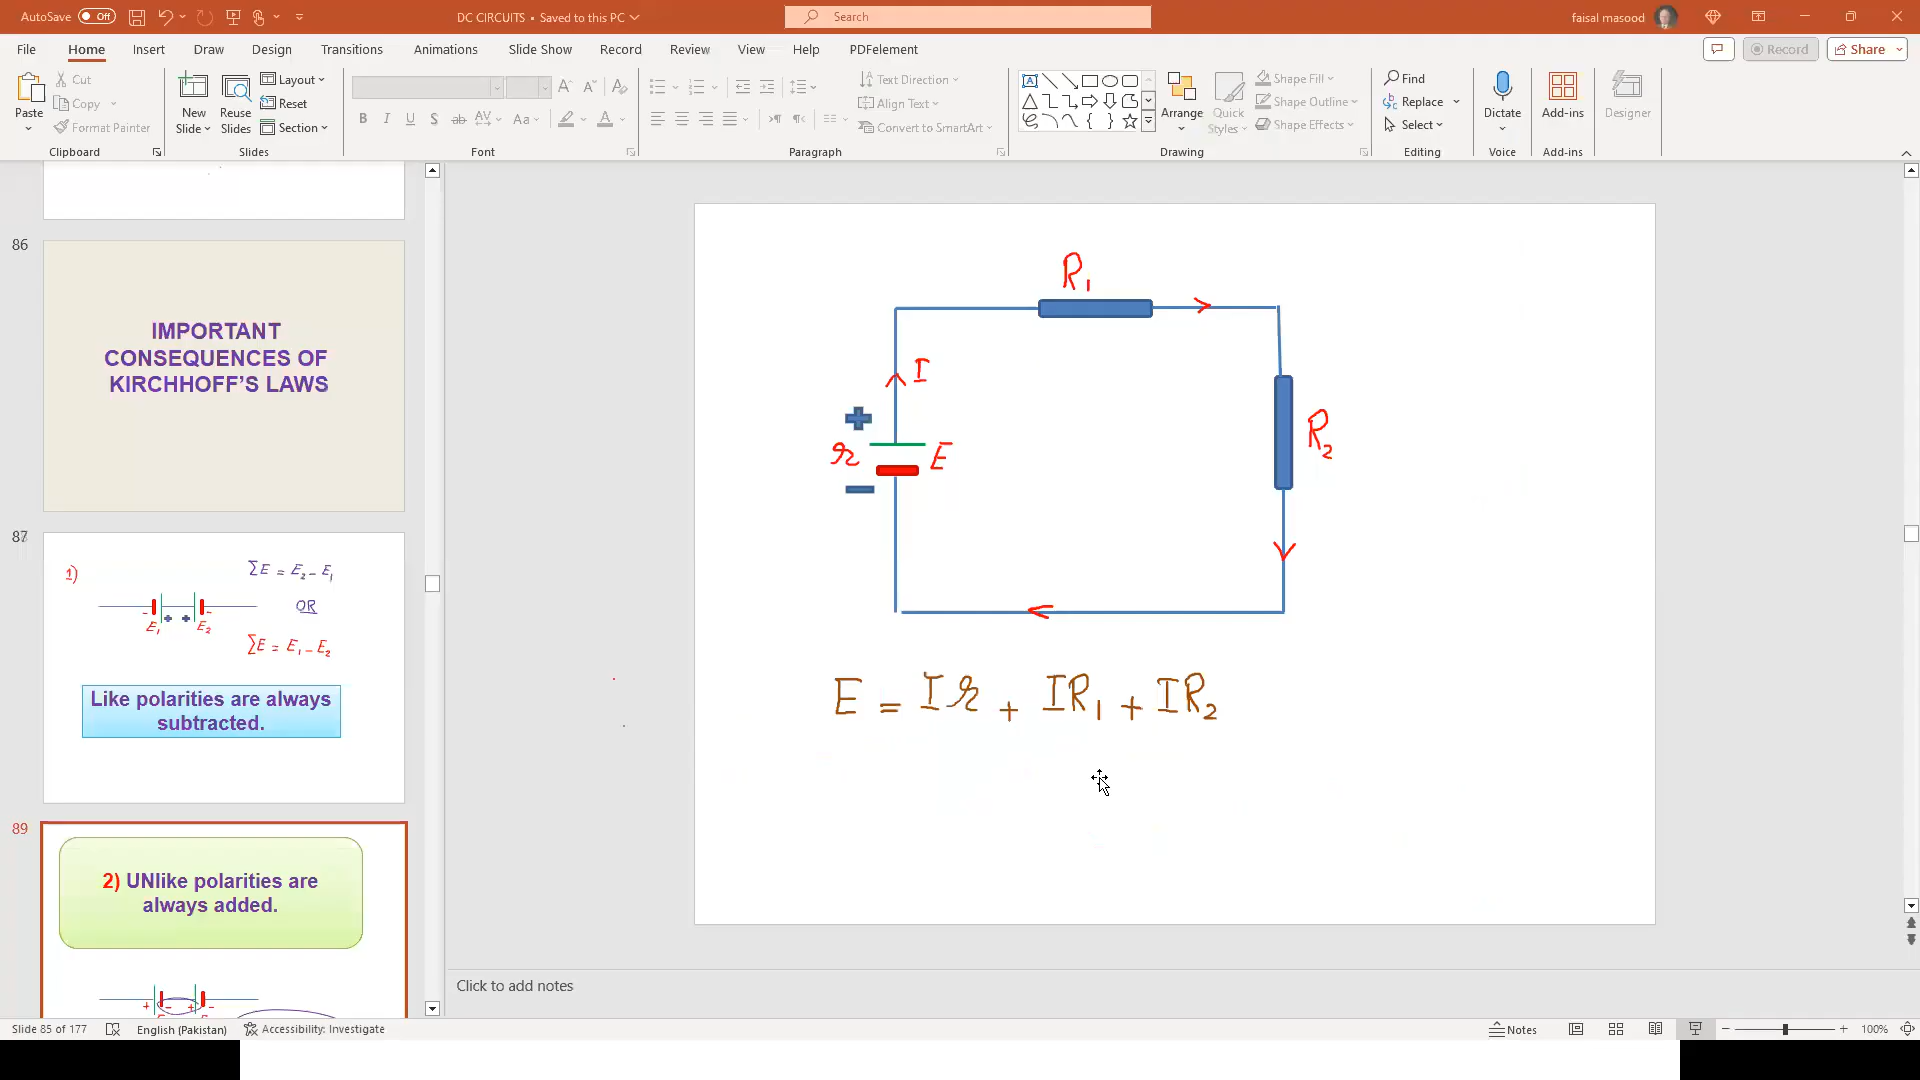 AutoSave Off DC CIRCUITS • Saved to this PC Search faisal masood
File Home Insert Draw Design Transitions Animations Slide Show Record Review View Help PDFelement Record Share
Paste Cut Copy Format Painter
Clipboard
New Slide Reuse Slides Layout Reset Section
Slides
B I U S ab AV Aa A
Font
Text Direction Align Text Convert to SmartArt
Paragraph
Arrange Quick Styles Shape Fill Shape Outline Shape Effects
Drawing
Find Replace Select
Editing
Dictate
Voice
Add-ins
Add-ins
Designer
86
IMPORTANT
CONSEQUENCES OF
KIRCHHOFF'S LAWS
87
1)
∑E = E₂ - E₁
OR
∑E = E₁ - E₂
- + + -
E₁ E₂
Like polarities are always
subtracted.
89
2) UNlike polarities are
always added.
+ - + -
R₁
I
R₂
+
r E
-
E = Ir + IR₁ + IR₂
Click to add notes
Slide 85 of 177 English (Pakistan) Accessibility: Investigate Notes 100%